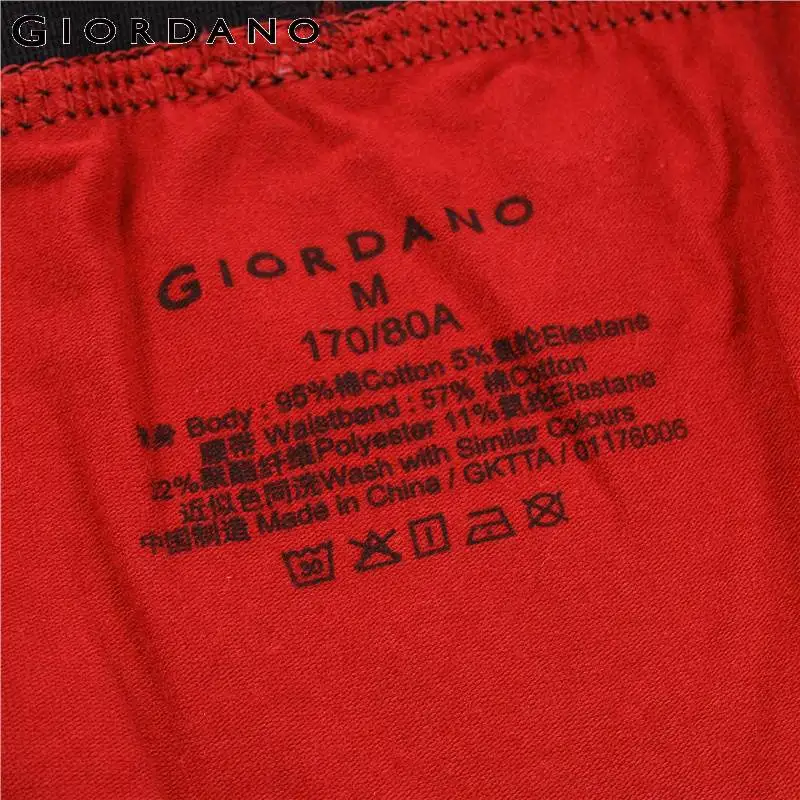 GIORDANO
GIORDANO
M
170/80A
身 Body : 95%棉Cotton 5%氨纶Elastane
腰带 Waistband : 57% 棉Cotton
32%聚酯纤维Polyester 11%氨纶Elastane
近似色同洗Wash with Similar Colours
中国制造 Made in China / GKTTA / 01176006
30